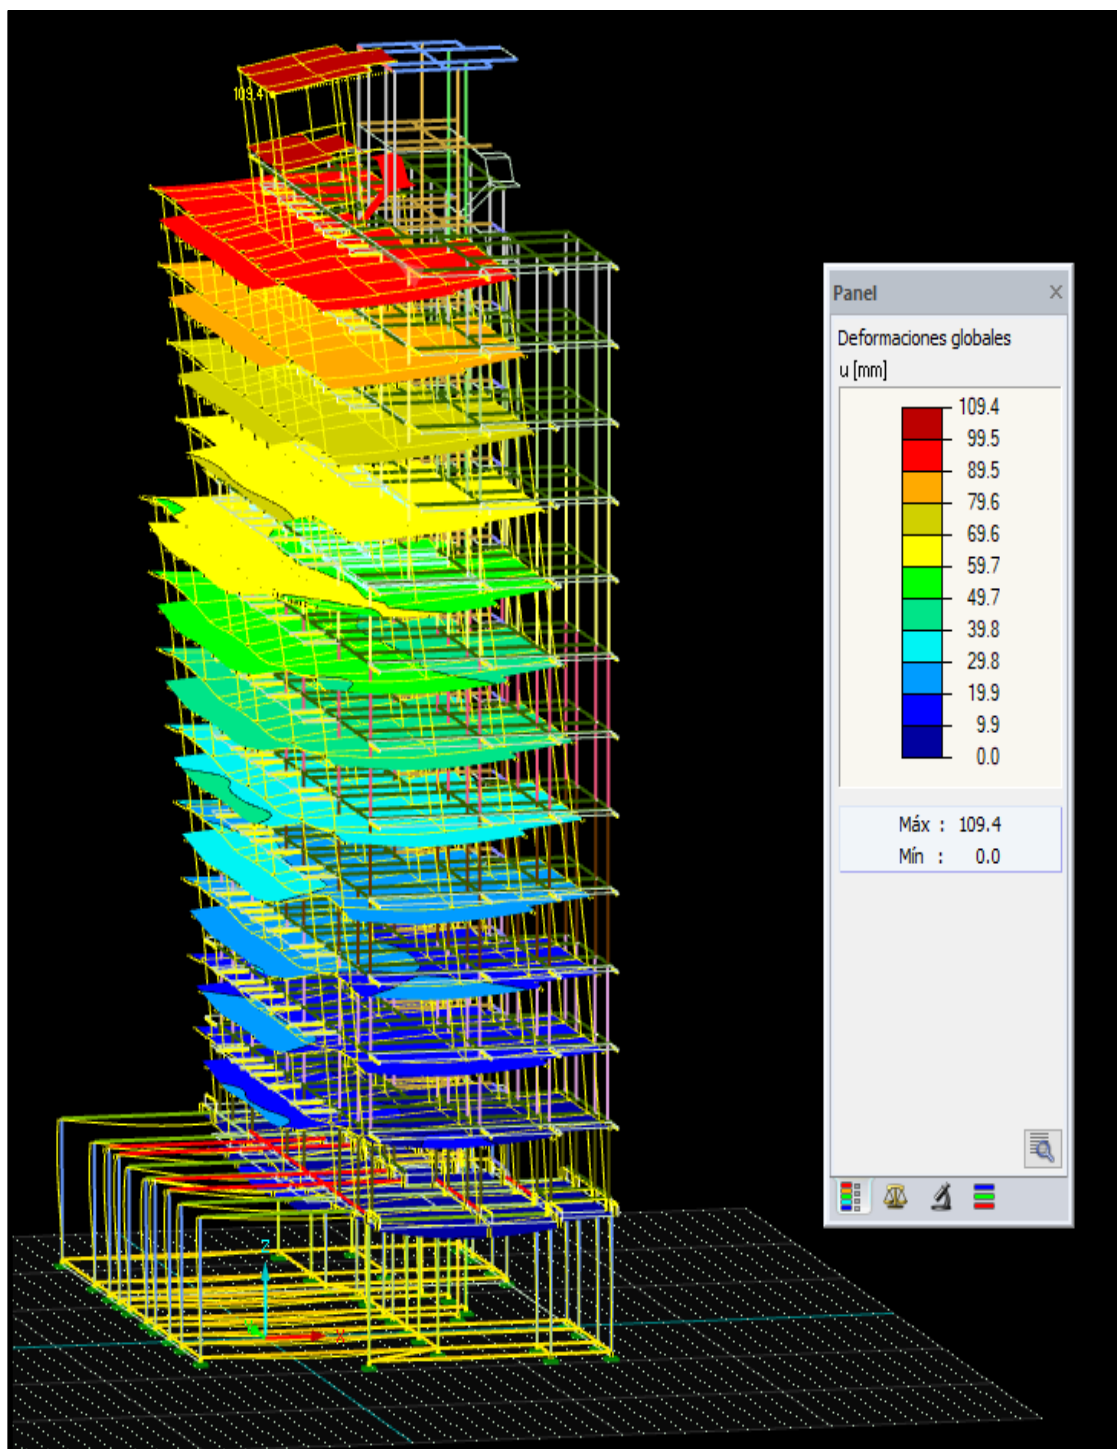 109.4
Panel
Deformaciones globales
u [mm]
109.4
99.5
89.5
79.6
69.6
59.7
49.7
39.8
29.8
19.9
9.9
0.0
Máx : 109.4
Mín : 0.0
Z
X